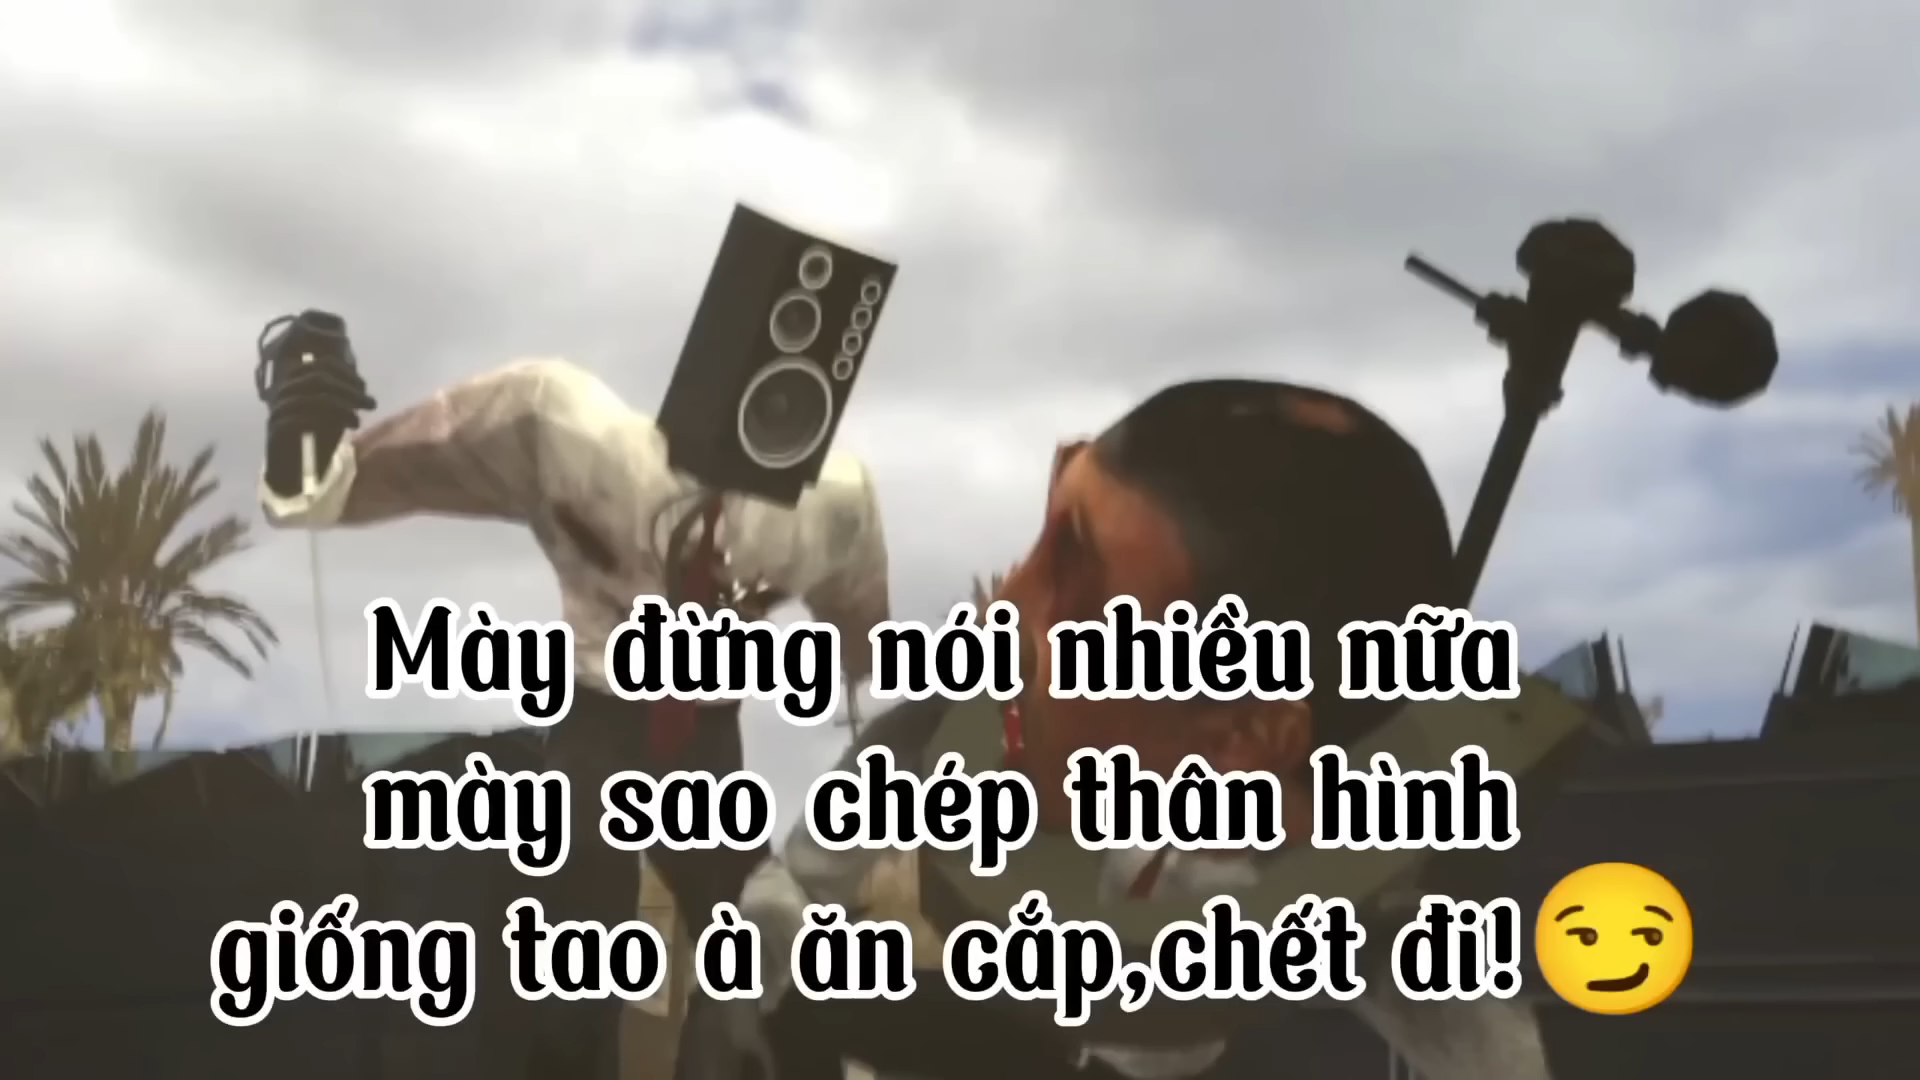 Mày đừng nói nhiều nữa
mày sao chép thân hình
giống tao à ăn cắp,chết đi!😏